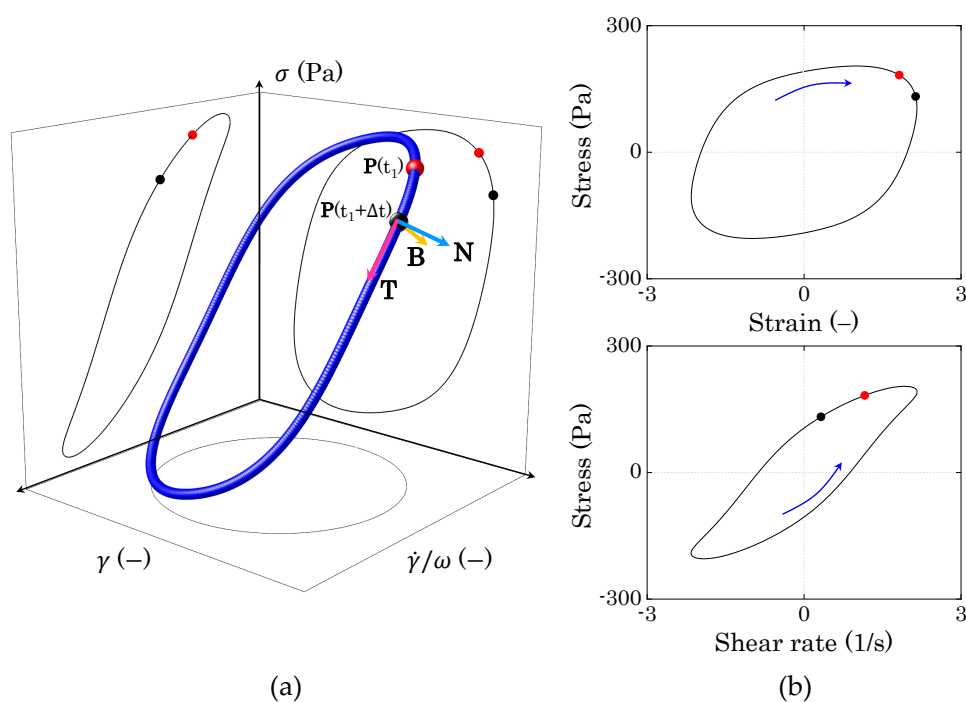 σ (Pa)
P(t₁)
P(t₁+Δt)
N
B
T
γ (–)
γ̇/ω (–)
(a)
300
0
-300
-3
0
3
Stress (Pa)
Strain (–)
300
0
-300
-3
0
3
Stress (Pa)
Shear rate (1/s)
(b)